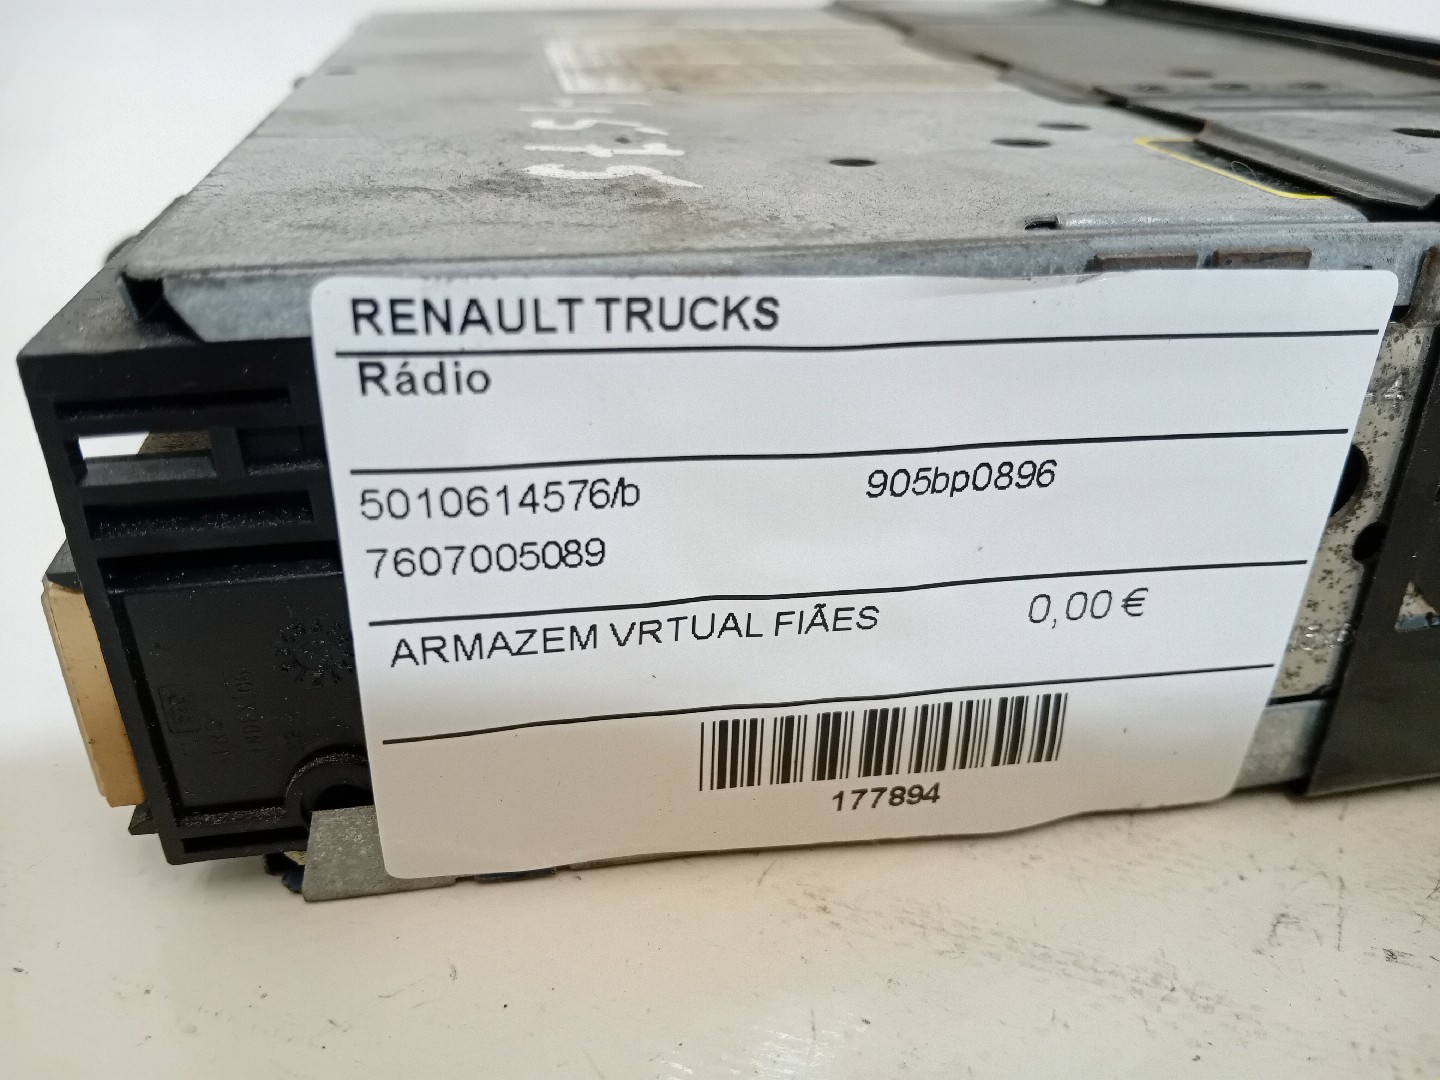 RENAULT TRUCKS
Rádio
5010614576/b 905bp0896
7607005089
ARMAZEM VRTUAL FIÃES 0,00 €
177894